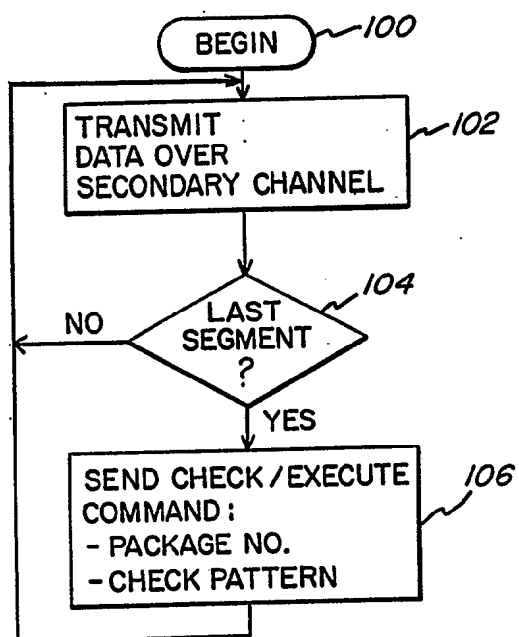 BEGIN
100
TRANSMIT
DATA OVER
SECONDARY CHANNEL
102
LAST
SEGMENT
?
104
NO
YES
SEND CHECK/EXECUTE
COMMAND:
- PACKAGE NO.
- CHECK PATTERN
106